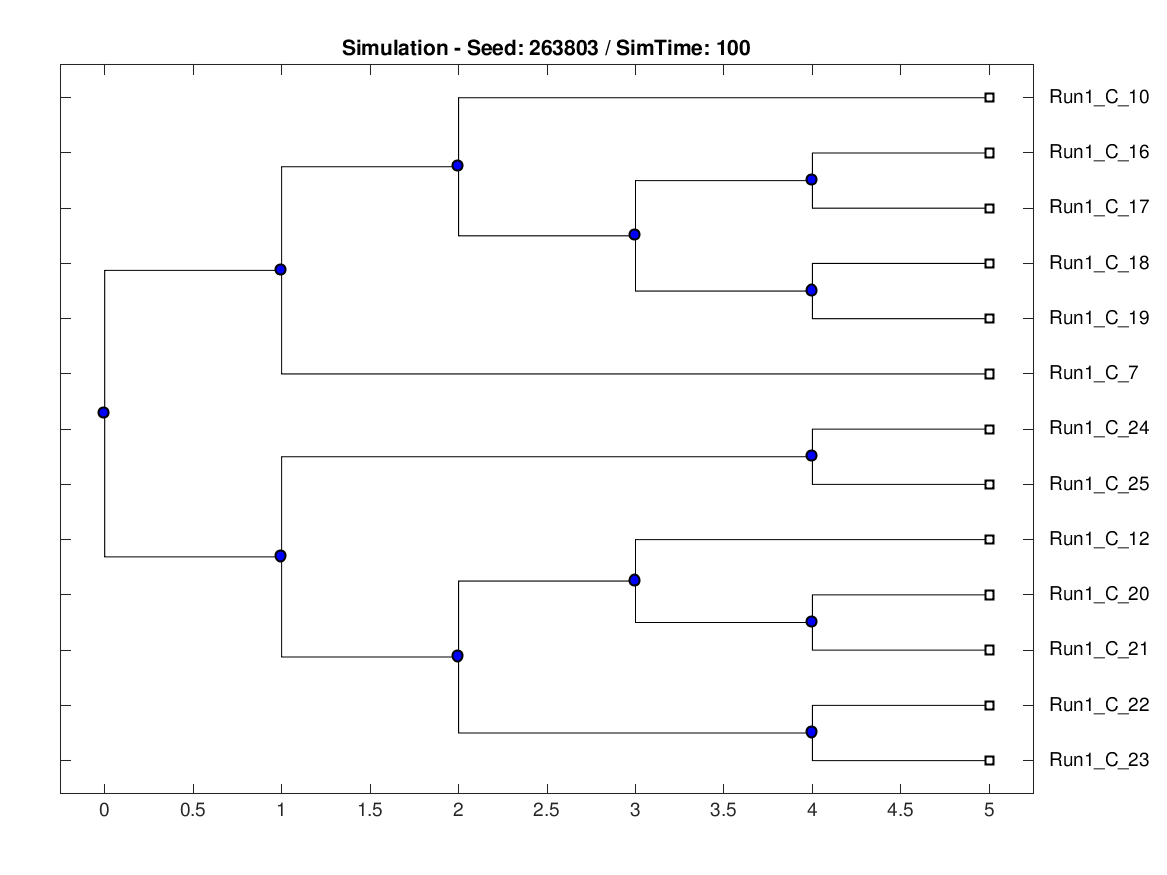 Simulation - Seed: 263803 / SimTime: 100
Run1_C_10
Run1_C_16
Run1_C_17
Run1_C_18
Run1_C_19
Run1_C_7
Run1_C_24
Run1_C_25
Run1_C_12
Run1_C_20
Run1_C_21
Run1_C_22
Run1_C_23
0 0.5 1 1.5 2 2.5 3 3.5 4 4.5 5